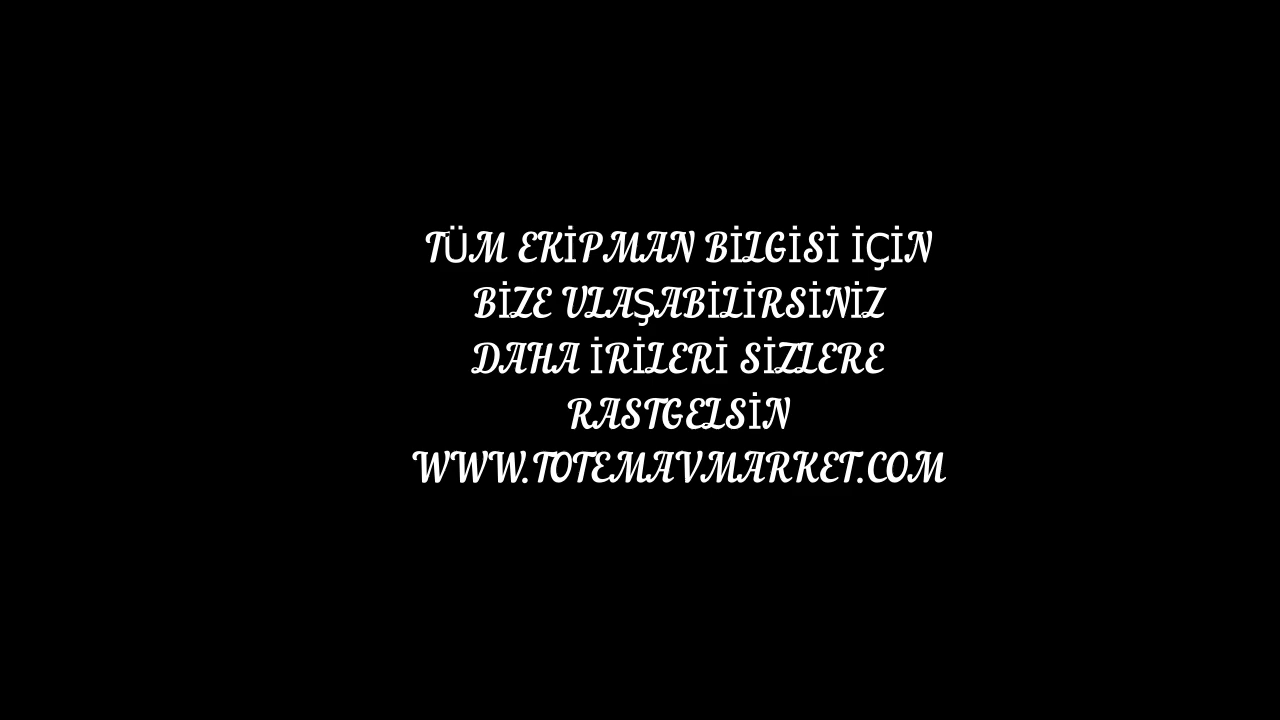 TÜM EKİPMAN BİLGİSİ İÇİN
BİZE ULAŞABİLİRSİNİZ
DAHA İRİLERİ SİZLERE
RASTGELSİN
WWW.TOTEMAVMARKET.COM